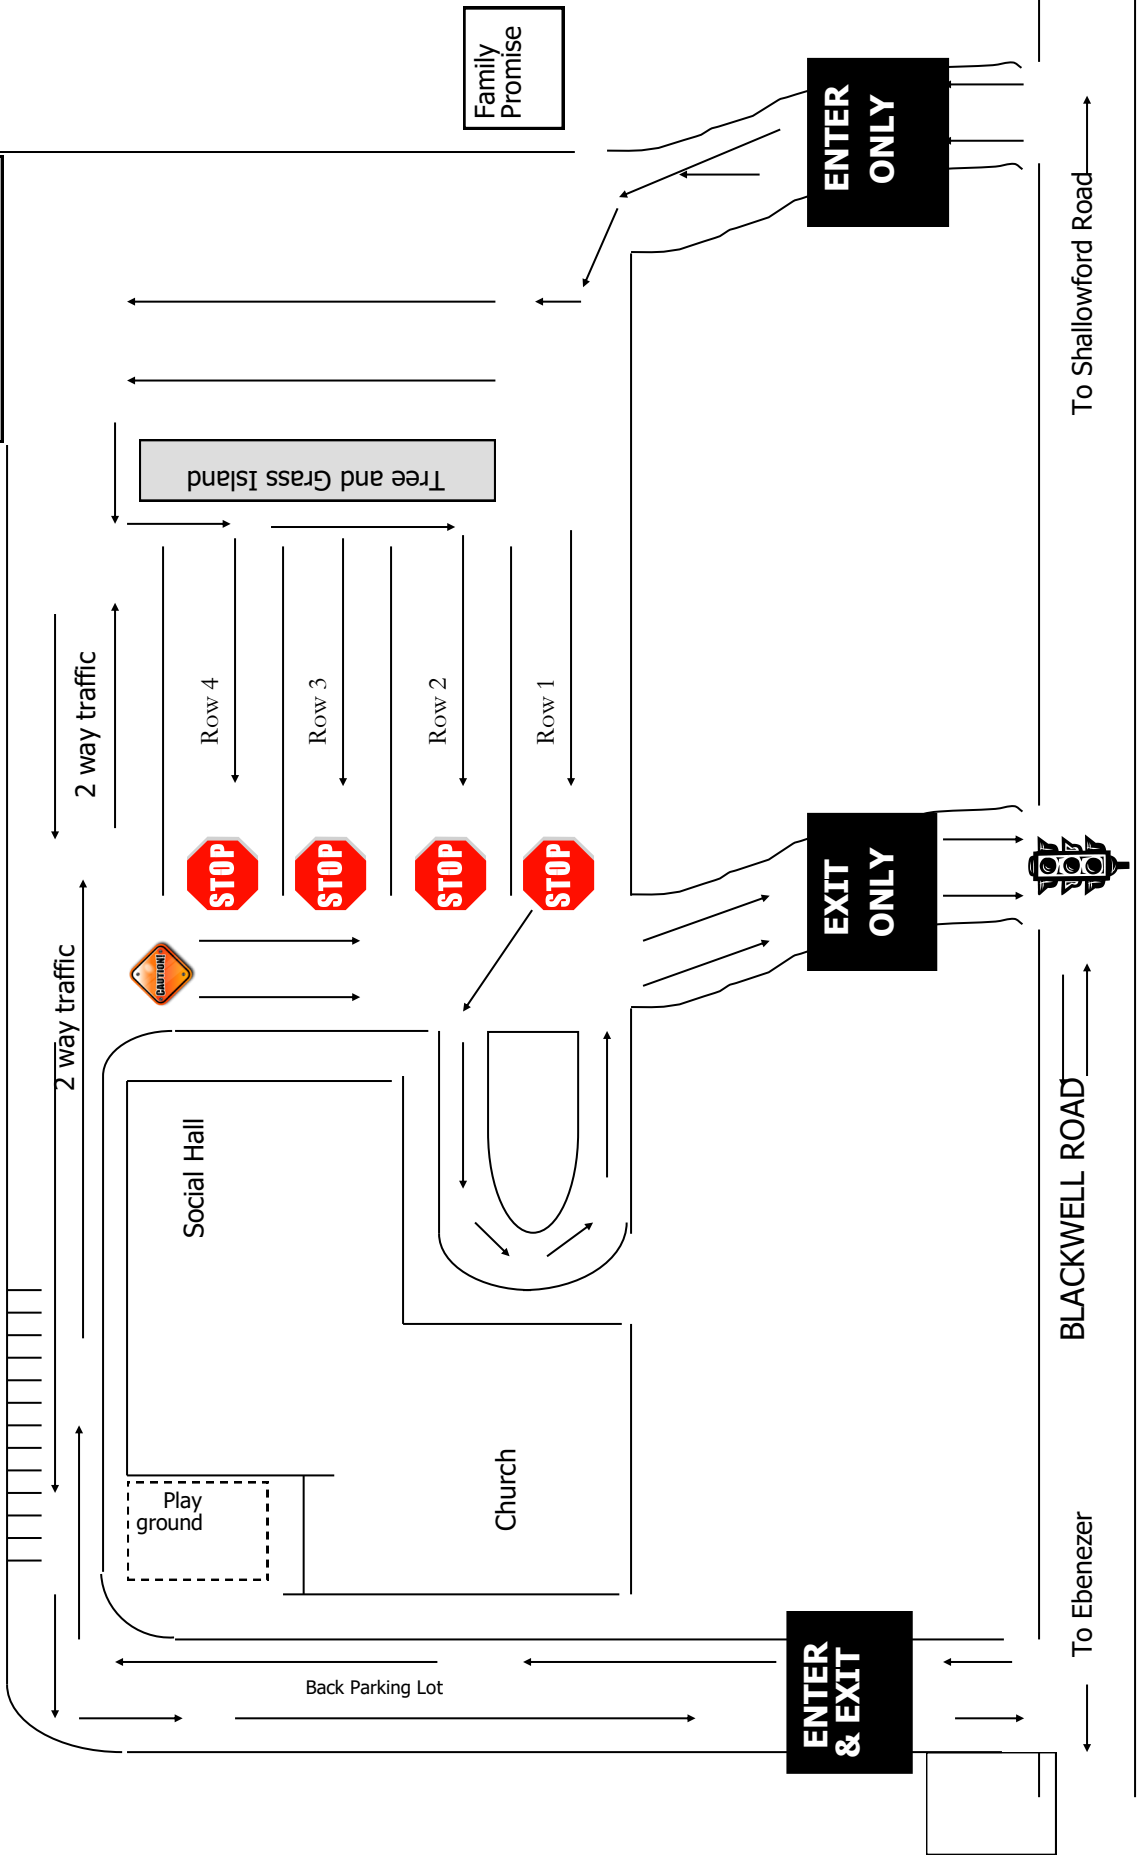 Family
Promise
ENTER
ONLY
To Shallowford Road
Tree and Grass Island
2 way traffic
Row 4
Row 3
Row 2
Row 1
STOP
STOP
STOP
STOP
EXIT
ONLY
CAUTION!
2 way traffic
Social Hall
BLACKWELL ROAD
Church
Play
ground
To Ebenezer
Back Parking Lot
ENTER
& EXIT